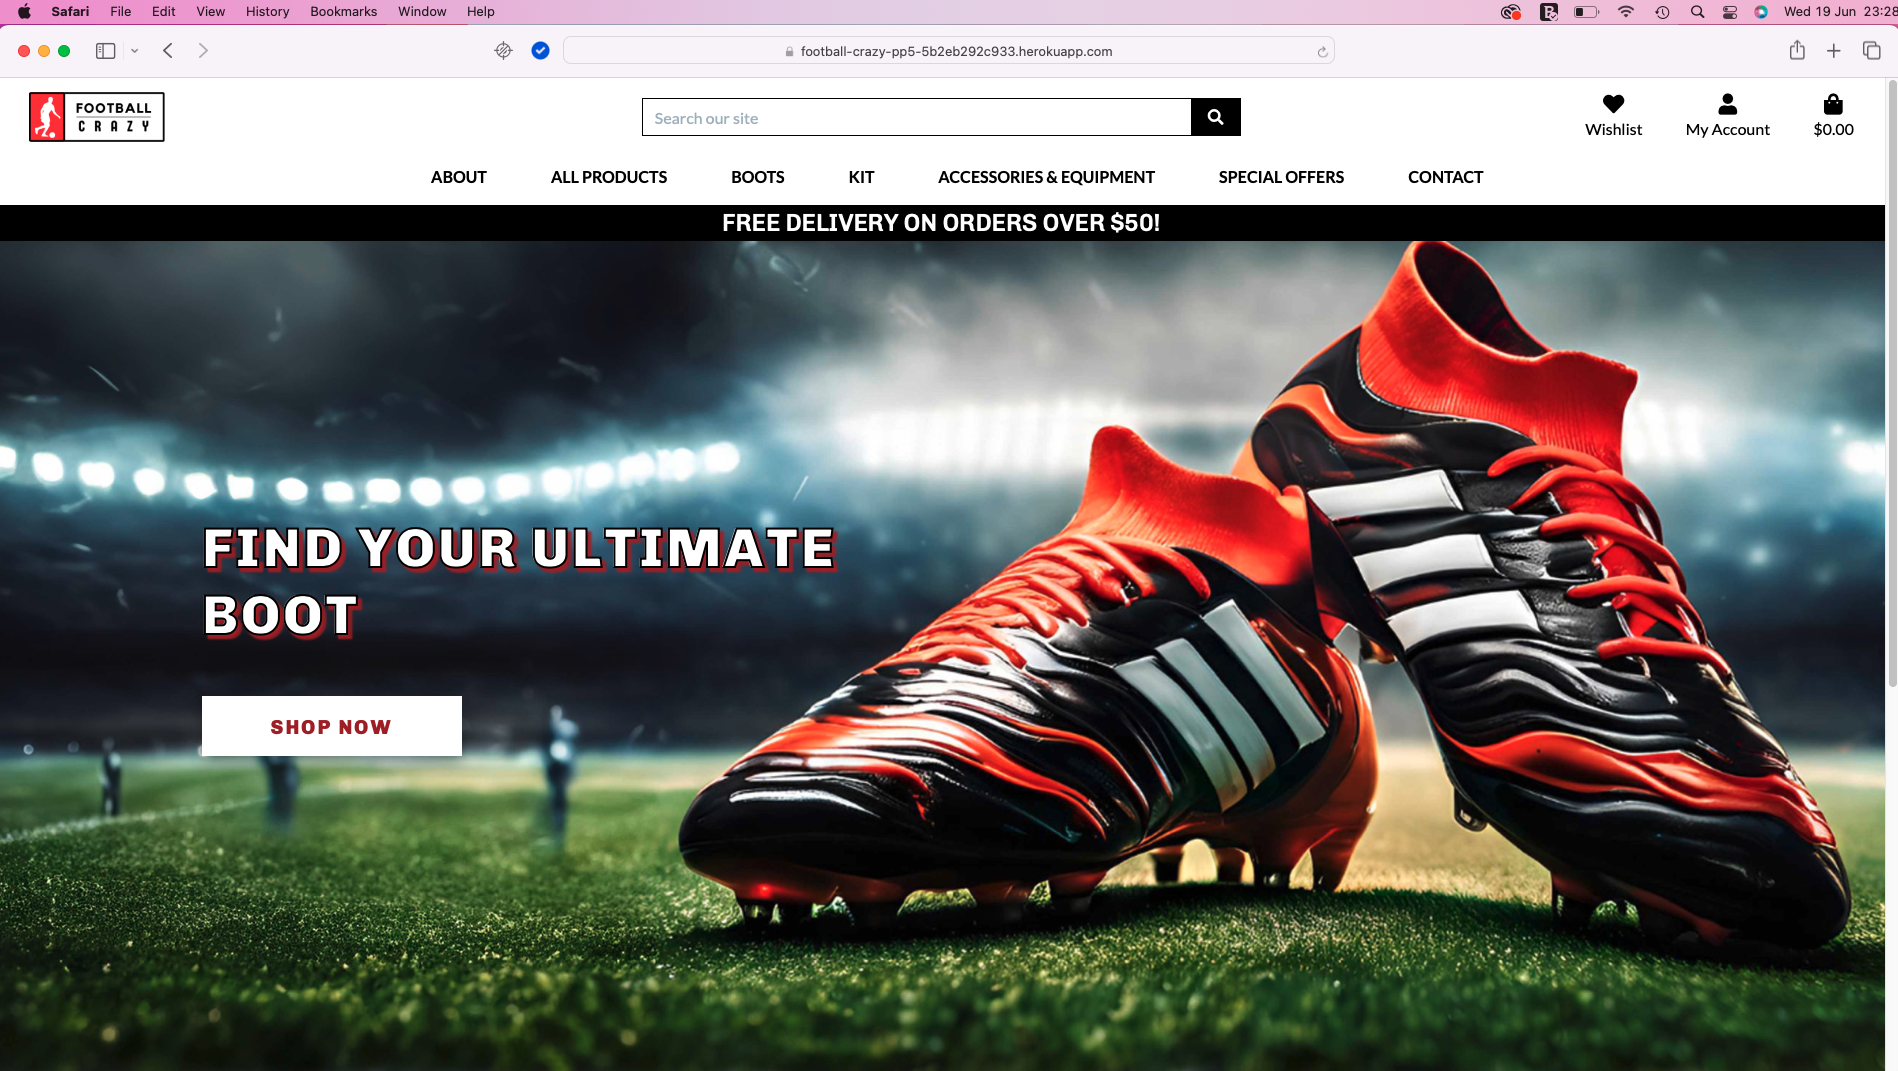 Safari File Edit View History Bookmarks Window Help Wed 19 Jun 23:28
football-crazy-pp5-5b2eb292c933.herokuapp.com
FOOTBALL
CRAZY
Search our site
Wishlist My Account $0.00
ABOUT ALL PRODUCTS BOOTS KIT ACCESSORIES & EQUIPMENT SPECIAL OFFERS CONTACT
FREE DELIVERY ON ORDERS OVER $50!
FIND YOUR ULTIMATE
BOOT
SHOP NOW